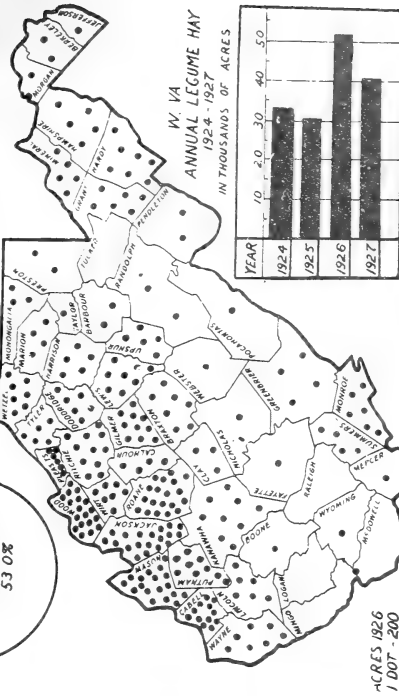 53 0%
W. VA
ANNUAL LEGUME HAY
1924 - 1927
IN THOUSANDS OF ACRES
YEAR 10 20 30 40 50
1924
1925
1926
1927
JEFFERSON
BERKELEY
MORGAN
HAMPSHIRE
MINERAL
HARDY
GRANT
PENDLETON
TUCKER
RANDOLPH
PRESTON
MONONGALIA
MARION
TAYLOR
BARBOUR
HARRISON
UPSHUR
LEWIS
DODDRIDGE
WETZEL
TYLER
RITCHIE
GILMER
BRAXTON
WEBSTER
POCAHONTAS
GREENBRIER
NICHOLAS
CLAY
CALHOUN
ROANE
WIRT
WOOD
JACKSON
MASON
PUTNAM
KANAWHA
CABELL
WAYNE
LINCOLN
BOONE
LOGAN
MINGO
FAYETTE
RALEIGH
WYOMING
McDOWELL
MERCER
SUMMERS
MONROE
ACRES 1926
1 DOT - 200